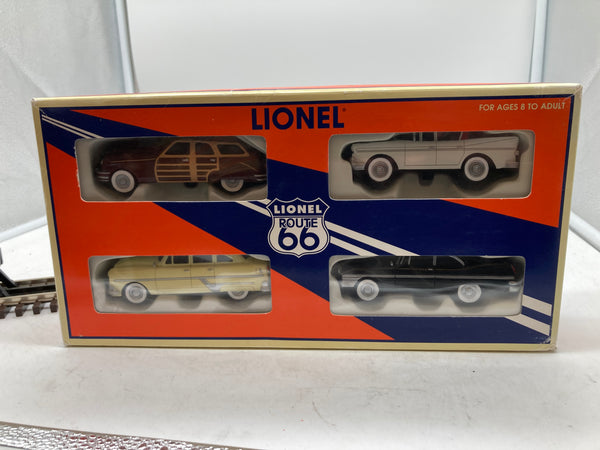 LIONEL®
FOR AGES 8 TO ADULT
LIONEL
ROUTE
66